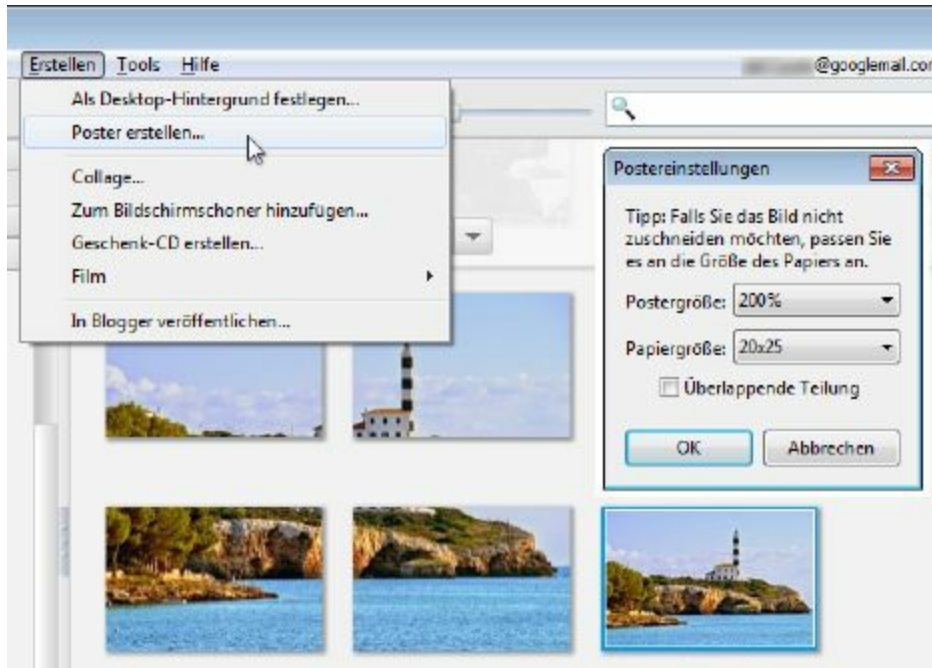 Erstellen Tools Hilfe
@googlemail.com
Als Desktop-Hintergrund festlegen...
Poster erstellen...
Collage...
Zum Bildschirmschoner hinzufügen...
Geschenk-CD erstellen...
Film
In Blogger veröffentlichen...
Postereinstellungen
Tipp: Falls Sie das Bild nicht
zuschneiden möchten, passen Sie
es an die Größe des Papiers an.
Postergröße: 200%
Papiergröße: 20x25
Überlappende Teilung
OK Abbrechen